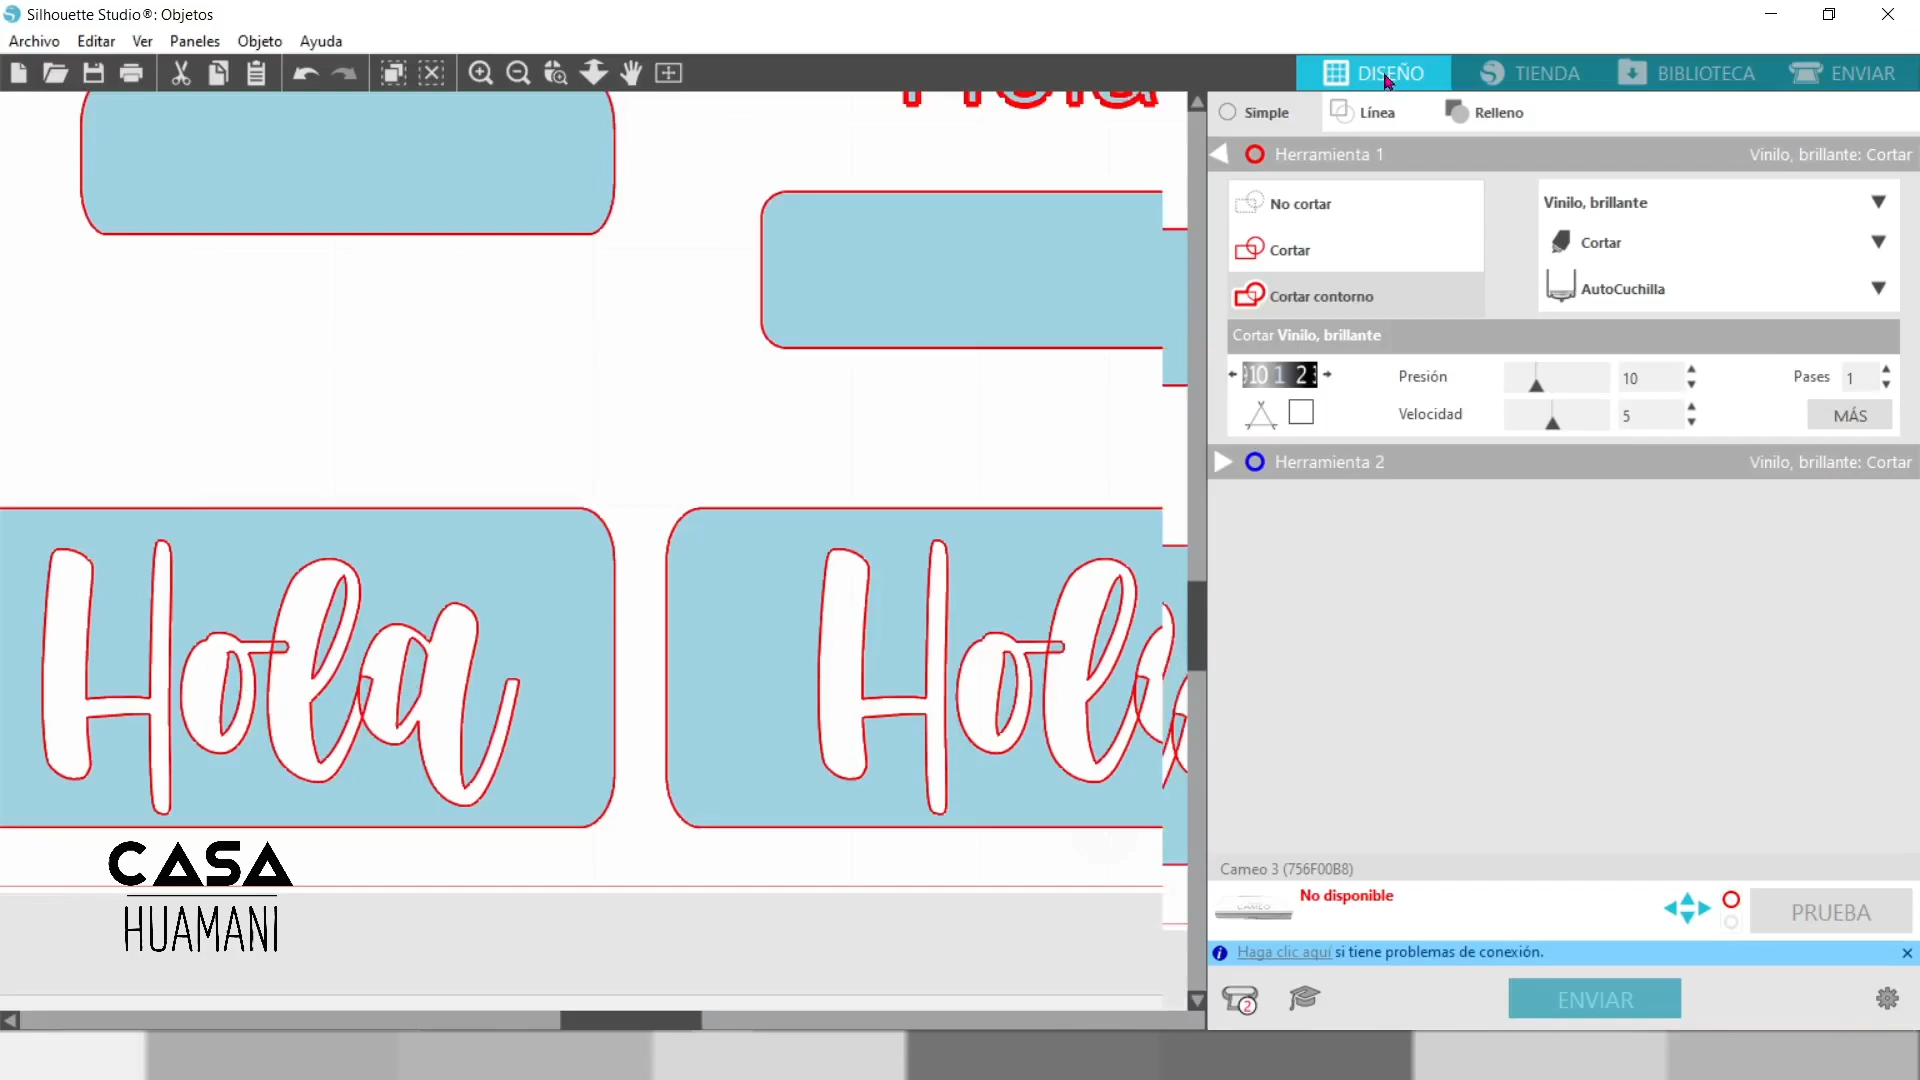 Silhouette Studio®: Objetos
Archivo Editar Ver Paneles Objeto Ayuda
DISEÑO TIENDA BIBLIOTECA ENVIAR
Simple Línea Relleno
Herramienta 1 Vinilo, brillante: Cortar
No cortar
Cortar
Cortar contorno
Vinilo, brillante
Cortar
AutoCuchilla
Cortar Vinilo, brillante
10 1 2
Presión 10 Pases 1
Velocidad 5 MÁS
Herramienta 2 Vinilo, brillante: Cortar
Hola
Hola
CASA
HUAMANI
Cameo 3 (756F00B8)
No disponible
CAMEO
PRUEBA
Haga clic aquí si tiene problemas de conexión.
2
ENVIAR